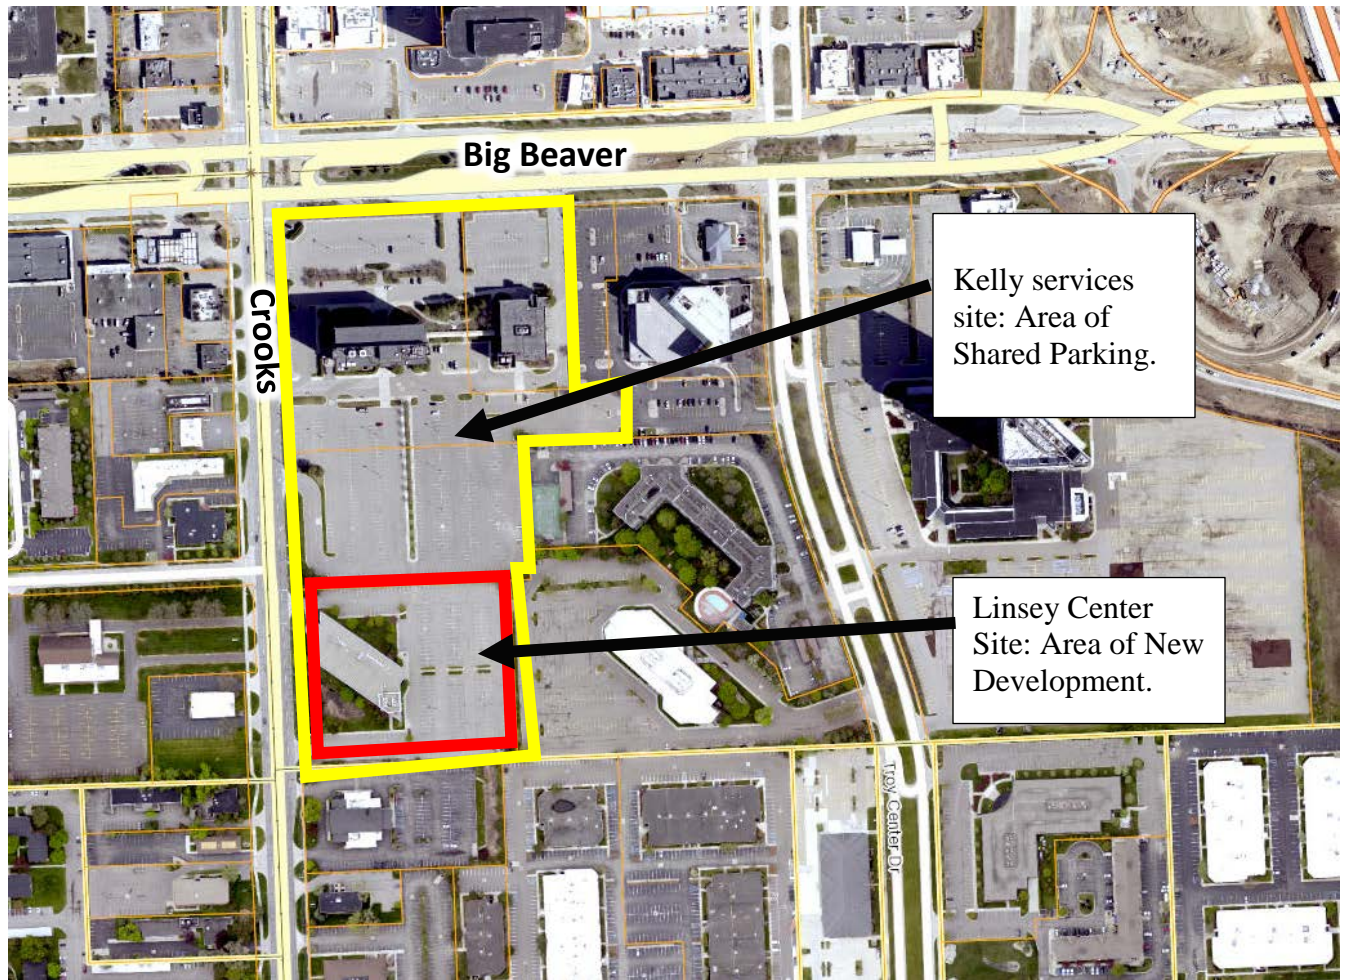 Big Beaver
Crooks
Kelly services
site: Area of
Shared Parking.
Linsey Center
Site: Area of New
Development.
Troy Center Dr